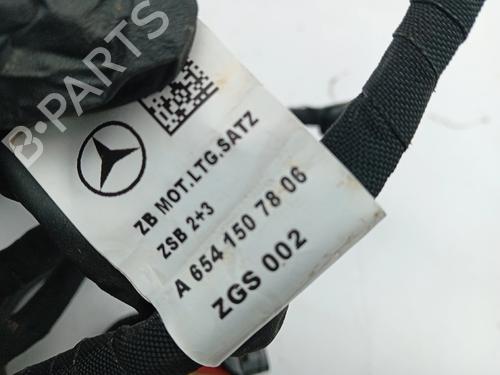 B-PARTS
ZB MOT.LTG.SATZ
ZSB 2+3
A 654 150 78 06
ZGS 002